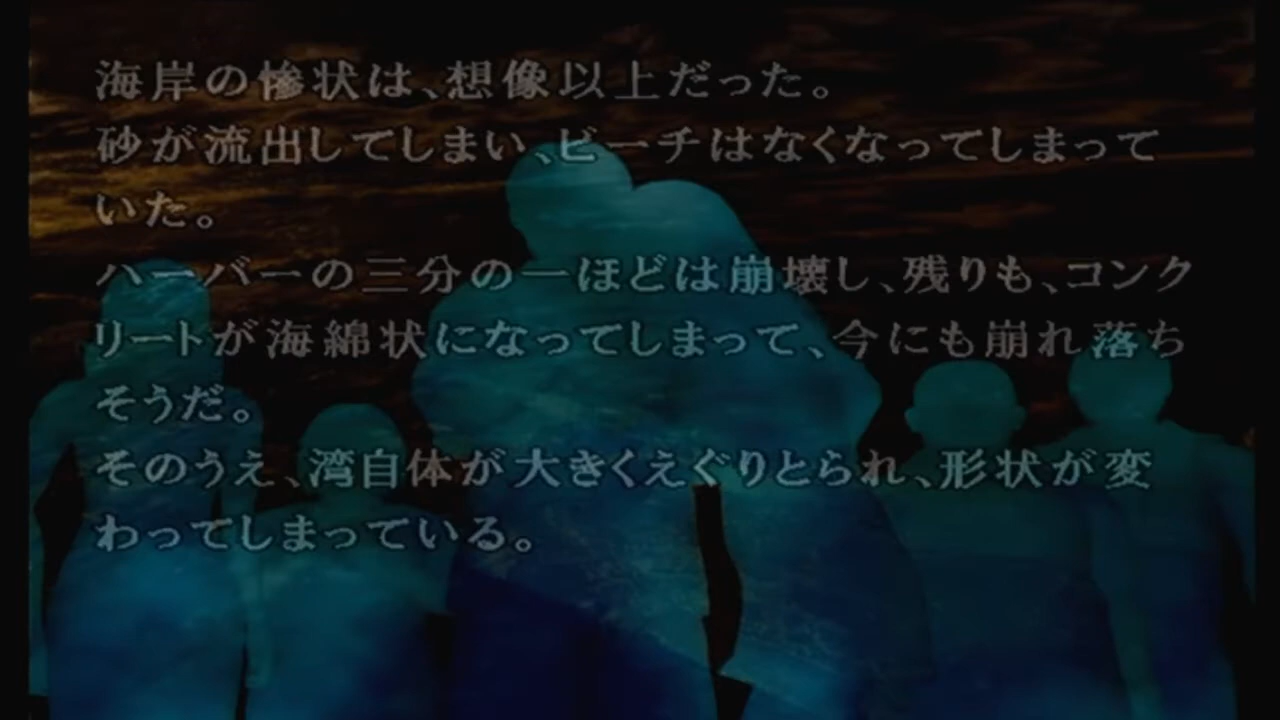 海岸の惨状は、想像以上だった。
砂が流出してしまい、ビーチはなくなってしまって
いた。
ハーバーの三分の一ほどは崩壊し、残りも、コンク
リートが海綿状になってしまって、今にも崩れ落ち
そうだ。
そのうえ、湾自体が大きくえぐりとられ、形状が変
わってしまっている。